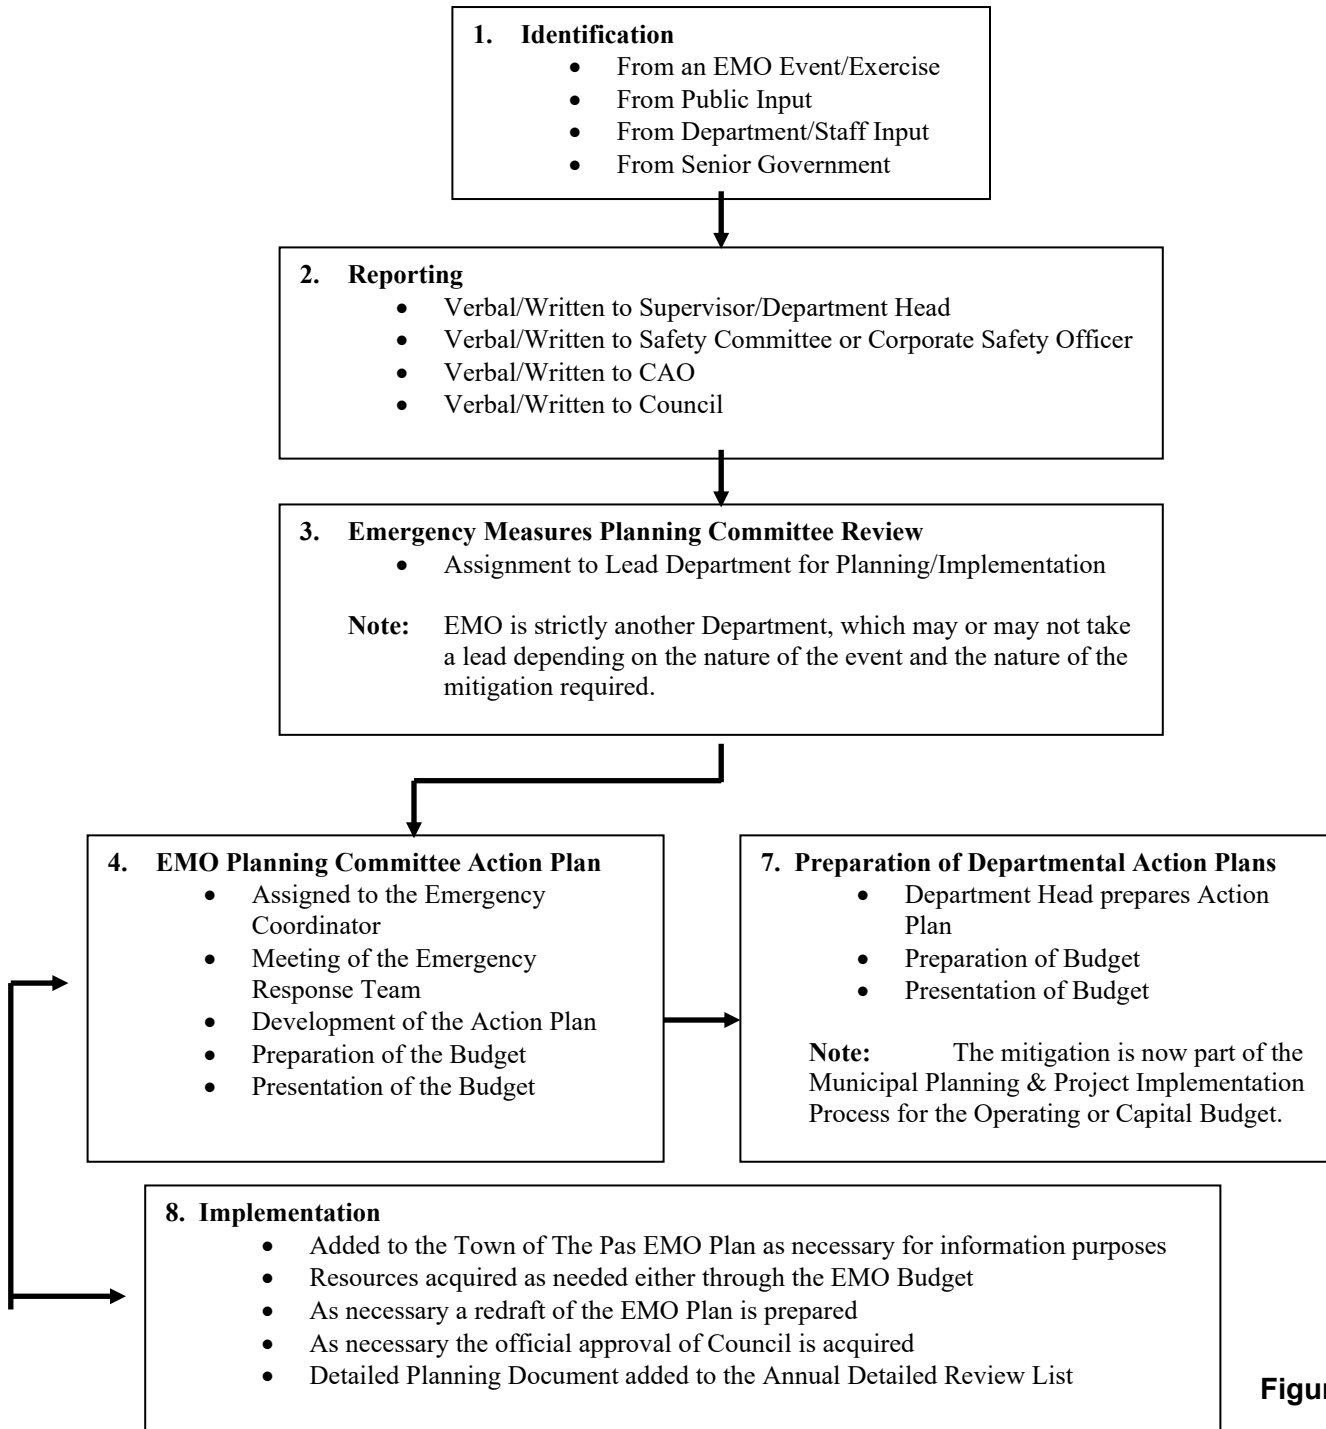 1. Identification
• From an EMO Event/Exercise
• From Public Input
• From Department/Staff Input
• From Senior Government
2. Reporting
• Verbal/Written to Supervisor/Department Head
• Verbal/Written to Safety Committee or Corporate Safety Officer
• Verbal/Written to CAO
• Verbal/Written to Council
3. Emergency Measures Planning Committee Review
• Assignment to Lead Department for Planning/Implementation
Note: EMO is strictly another Department, which may or may not take
a lead depending on the nature of the event and the nature of the
mitigation required.
4. EMO Planning Committee Action Plan
• Assigned to the Emergency
Coordinator
• Meeting of the Emergency
Response Team
• Development of the Action Plan
• Preparation of the Budget
• Presentation of the Budget
7. Preparation of Departmental Action Plans
• Department Head prepares Action
Plan
• Preparation of Budget
• Presentation of Budget
Note: The mitigation is now part of the
Municipal Planning & Project Implementation
Process for the Operating or Capital Budget.
8. Implementation
• Added to the Town of The Pas EMO Plan as necessary for information purposes
• Resources acquired as needed either through the EMO Budget
• As necessary a redraft of the EMO Plan is prepared
• As necessary the official approval of Council is acquired
• Detailed Planning Document added to the Annual Detailed Review List